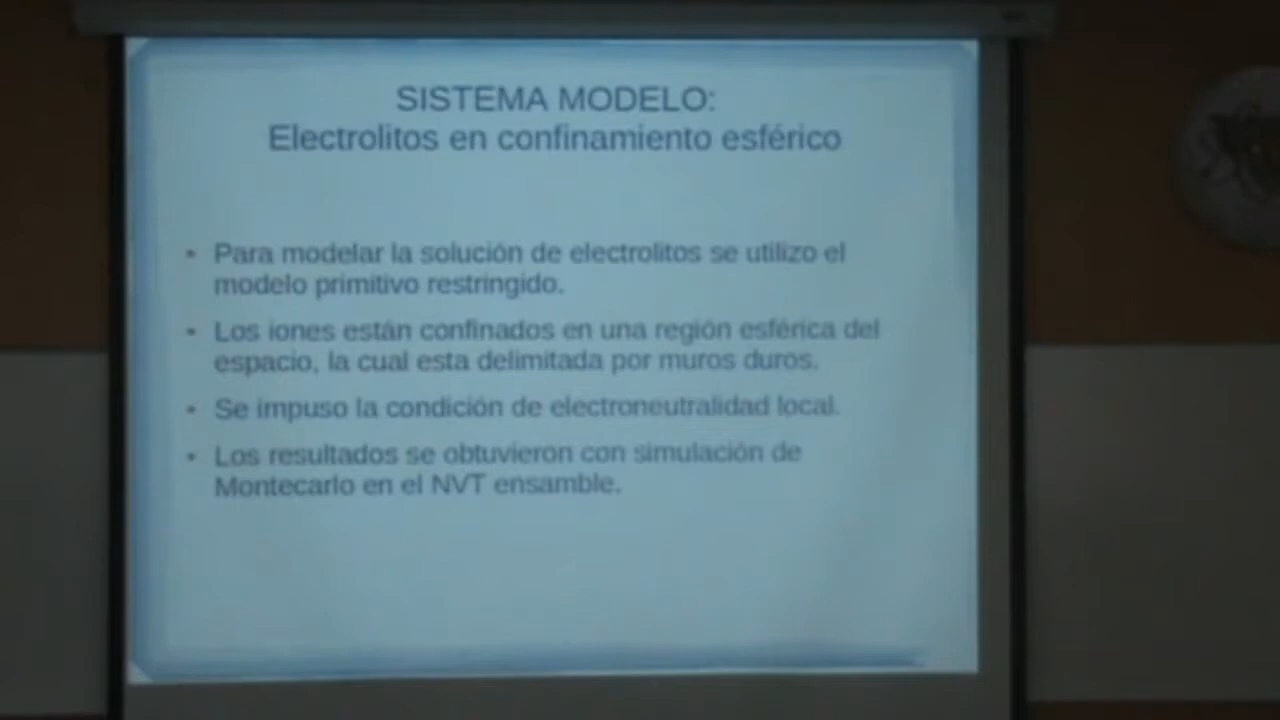 SISTEMA MODELO:
Electrolitos en confinamiento esférico
• Para modelar la solución de electrolitos se utilizo el
modelo primitivo restringido.
• Los iones están confinados en una región esférica del
espacio, la cual esta delimitada por muros duros.
• Se impuso la condición de electroneutralidad local.
• Los resultados se obtuvieron con simulación de
Montecarlo en el NVT ensamble.